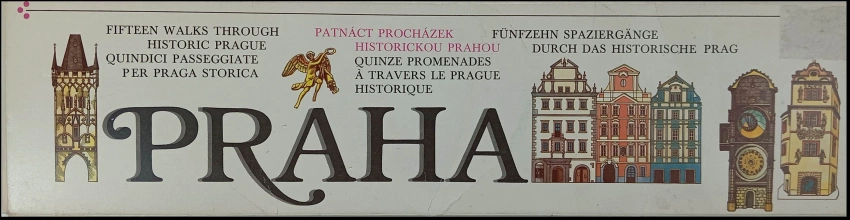 FIFTEEN WALKS THROUGH
HISTORIC PRAGUE
QUINDICI PASSEGGIATE
PER PRAGA STORICA
PATNÁCT PROCHÁZEK
HISTORICKOU PRAHOU
QUINZE PROMENADES
À TRAVERS LE PRAGUE
HISTORIQUE
FÜNFZEHN SPAZIERGÄNGE
DURCH DAS HISTORISCHE PRAG
PRAHA